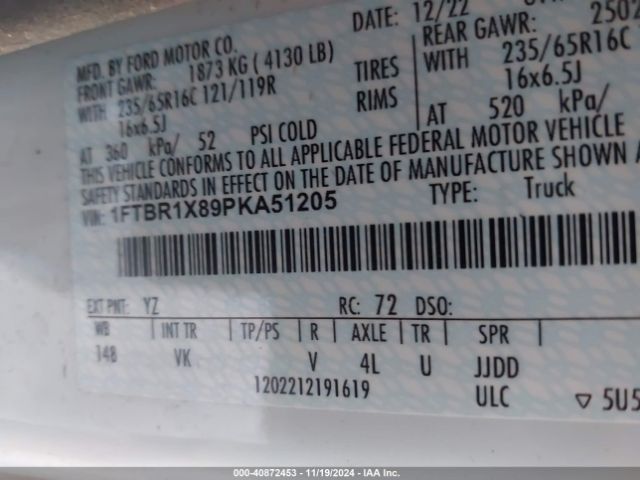 DATE: 12/22
MFD. BY FORD MOTOR CO.
FRONT GAWR: 1873 KG ( 4130 LB)
REAR GAWR: 2502
WITH 235/65R16C 121/119R TIRES WITH 235/65R16C
16x6.5J RIMS 16x6.5J
AT 360 kPa/ 52 PSI COLD AT 520 kPa/
THIS VEHICLE CONFORMS TO ALL APPLICABLE FEDERAL MOTOR VEHICLE
SAFETY STANDARDS IN EFFECT ON THE DATE OF MANUFACTURE SHOWN
VIN: 1FTBR1X89PKA51205 TYPE: Truck
EXT PNT: YZ RC: 72 DSO:
WB INT TR TP/PS R AXLE TR SPR
148 VK V 4L U JJDD
1202212191619 ULC ▽ 5U5
000-40872453 - 11/19/2024 - IAA Inc.